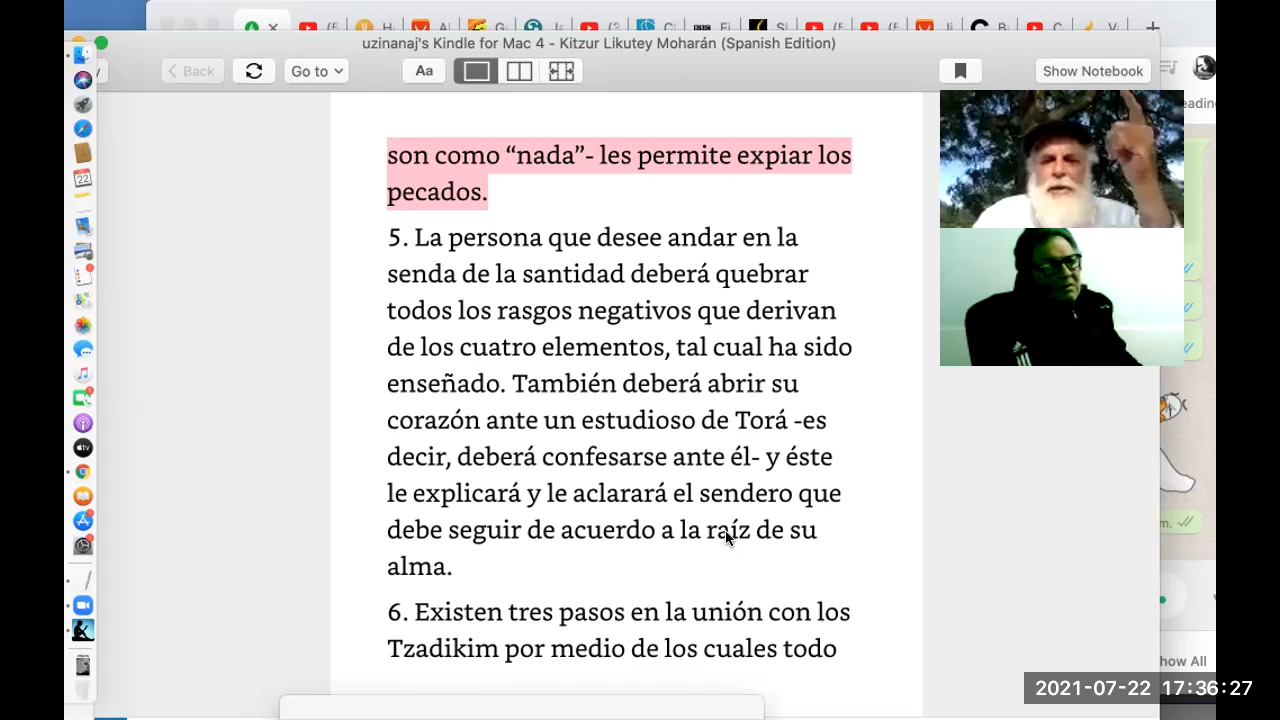 uzinanaj's Kindle for Mac 4 - Kitzur Likutey Moharán (Spanish Edition)
Back
Go to
Aa
Show Notebook
eading
22
son como “nada”- les permite expiar los
pecados.
5. La persona que desee andar en la
senda de la santidad deberá quebrar
todos los rasgos negativos que derivan
de los cuatro elementos, tal cual ha sido
enseñado. También deberá abrir su
corazón ante un estudioso de Torá -es
decir, deberá confesarse ante él- y éste
le explicará y le aclarará el sendero que
debe seguir de acuerdo a la raíz de su
alma.
6. Existen tres pasos en la unión con los
Tzadikim por medio de los cuales todo
tv
m.
how All
2021-07-22 17:36:27